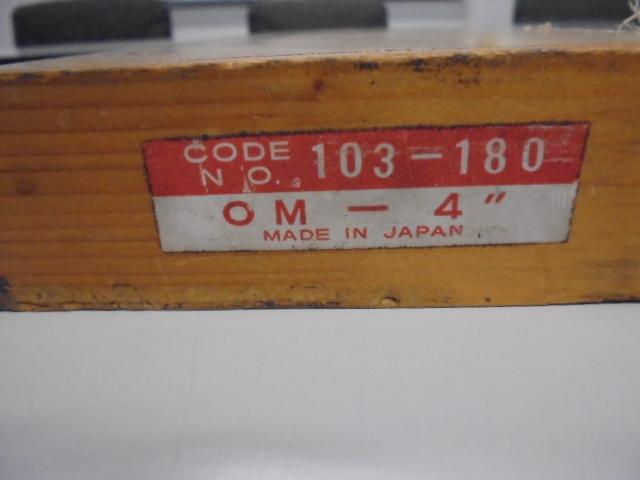 CODE NO. 103-180
OM - 4"
MADE IN JAPAN